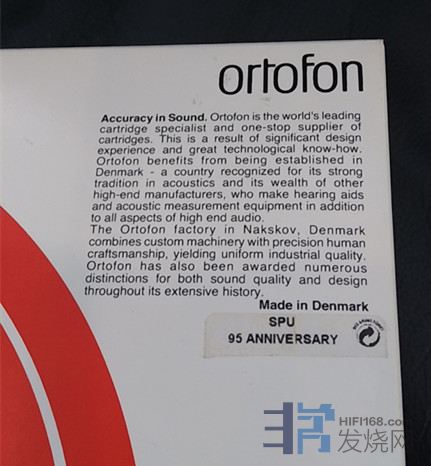 ortofon
Accuracy in Sound. Ortofon is the world's leading
cartridge specialist and one-stop supplier of
cartridges. This is a result of significant design
experience and great technological know-how.
Ortofon benefits from being established in
Denmark - a country recognized for its strong
tradition in acoustics and its wealth of other
high-end manufacturers, who make hearing aids
and acoustic measurement equipment in addition
to all aspects of high end audio.
The Ortofon factory in Nakskov, Denmark
combines custom machinery with precision human
craftsmanship, yielding uniform industrial quality.
Ortofon has also been awarded numerous
distinctions for both sound quality and design
throughout its extensive history.
Made in Denmark
SPU
95 ANNIVERSARY
HIFI168.com
发烧网